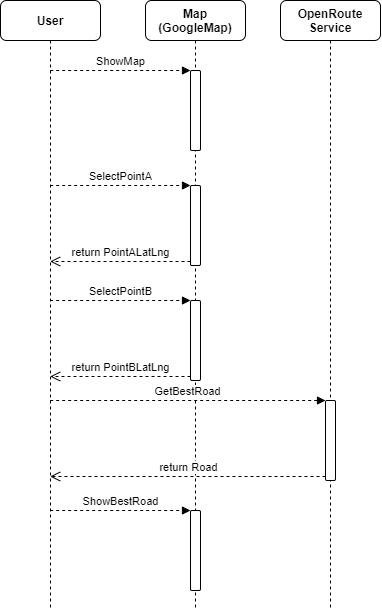 User
Map
(GoogleMap)
OpenRoute
Service
ShowMap
SelectPointA
return PointALatLng
SelectPointB
return PointBLatLng
GetBestRoad
return Road
ShowBestRoad